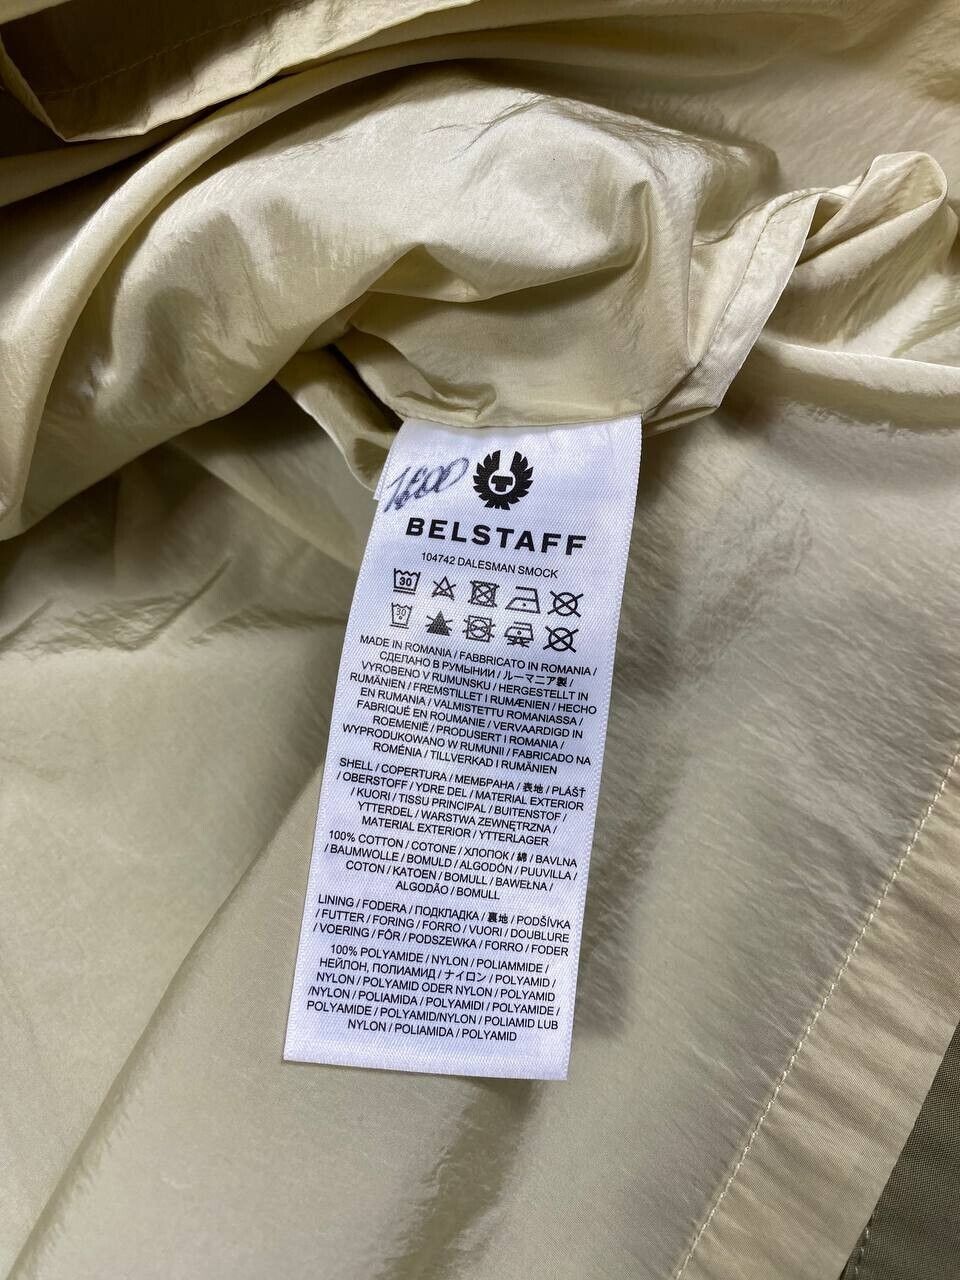 1600
BELSTAFF
104742 DALESMAN SMOCK
30
30
MADE IN ROMANIA / FABBRICATO IN ROMANIA /
СДЕЛАНО В РУМЫНИИ / ルーマニア製 /
VYROBENO V RUMUNSKU / HERGESTELLT IN
RUMÄNIEN / FREMSTILLET I RUMÆNIEN / HECHO
EN RUMANIA / VALMISTETTU ROMANIASSA /
FABRIQUÉ EN ROUMANIE / VERVAARDIGD IN
ROEMENIË / PRODUSERT I ROMANIA /
WYPRODUKOWANO W RUMUNII / FABRICADO NA
ROMÉNIA / TILLVERKAD I RUMÄNIEN
SHELL / COPERTURA / МЕМБРАНА / 表地 / PLÁŠŤ
/ OBERSTOFF / YDRE DEL / MATERIAL EXTERIOR
/ KUORI / TISSU PRINCIPAL / BUITENSTOF /
YTTERDEL / WARSTWA ZEWNĘTRZNA /
MATERIAL EXTERIOR / YTTERLAGER
100% COTTON / COTONE / ХЛОПОК / 綿 / BAVLNA
/ BAUMWOLLE / BOMULD / ALGODÓN / PUUVILLA /
COTON / KATOEN / BOMULL / BAWEŁNA /
ALGODÃO / BOMULL
LINING / FODERA / ПОДКЛАДКА / 裏地 / PODŠÍVKA
/ FUTTER / FORING / FORRO / VUORI / DOUBLURE
/ VOERING / FÔR / PODSZEWKA / FORRO / FODER
100% POLYAMIDE / NYLON / POLIAMMIDE /
НЕЙЛОН, ПОЛИАМИД / ナイロン / POLYAMID /
NYLON / POLYAMID ODER NYLON / POLYAMID
/NYLON / POLIAMIDA / POLYAMIDI / POLYAMIDE /
POLYAMIDE / POLYAMID/NYLON / POLIAMID LUB
NYLON / POLIAMIDA / POLYAMID